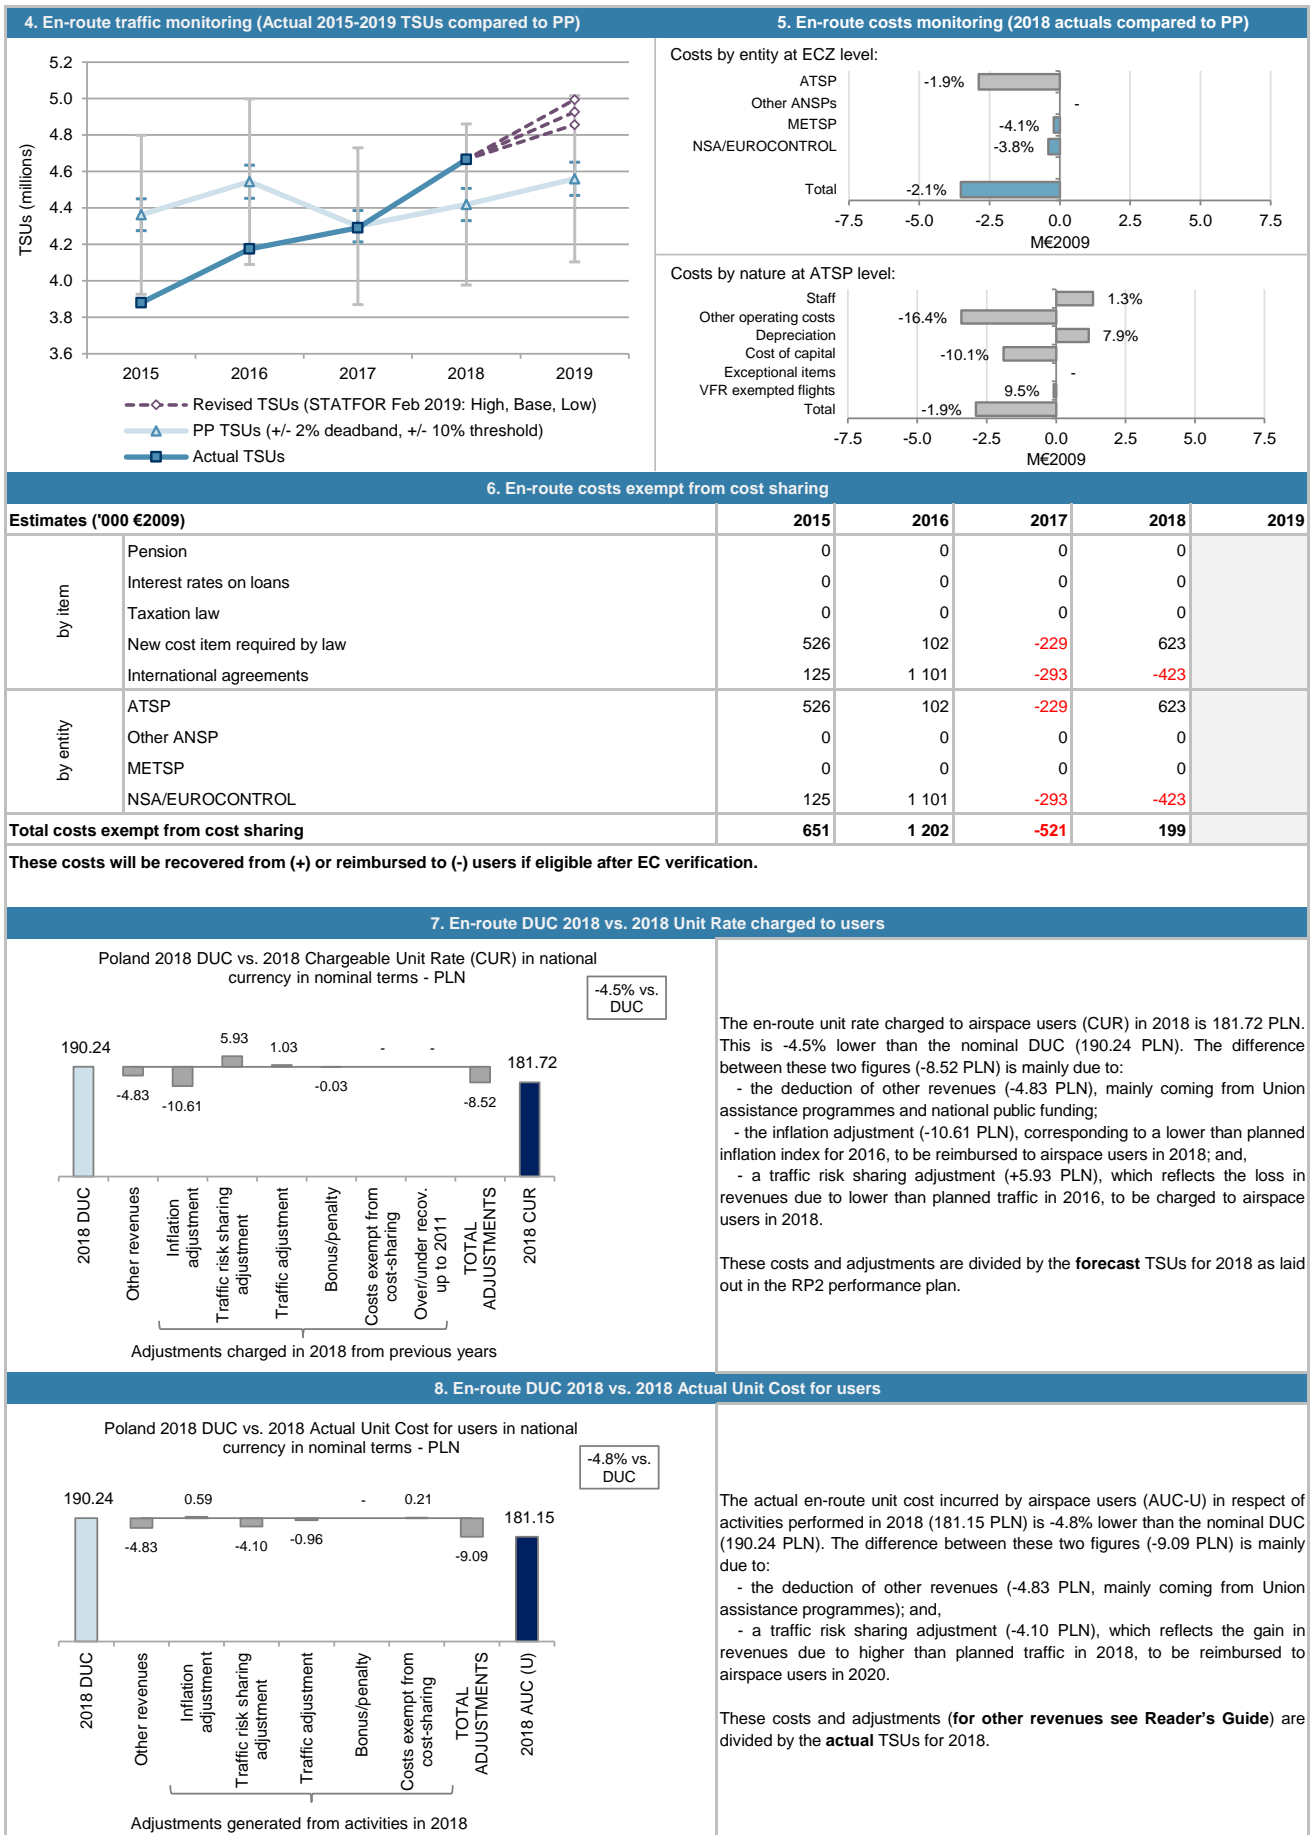 4. En-route traffic monitoring (Actual 2015-2019 TSUs compared to PP)
5.2
5.0
4.8
4.6
4.4
4.2
4.0
3.8
3.6
TSUs (millions)
2015 2016 2017 2018 2019
Revised TSUs (STATFOR Feb 2019: High, Base, Low)
PP TSUs (+/- 2% deadband, +/- 10% threshold)
Actual TSUs
5. En-route costs monitoring (2018 actuals compared to PP)
Costs by entity at ECZ level:
ATSP -1.9%
Other ANSPs -
METSP -4.1%
NSA/EUROCONTROL -3.8%
Total -2.1%
-7.5 -5.0 -2.5 0.0 2.5 5.0 7.5
M€2009
Costs by nature at ATSP level:
Staff 1.3%
Other operating costs -16.4%
Depreciation 7.9%
Cost of capital -10.1%
Exceptional items -
VFR exempted flights 9.5%
Total -1.9%
-7.5 -5.0 -2.5 0.0 2.5 5.0 7.5
M€2009
6. En-route costs exempt from cost sharing
Estimates ('000 €2009) 2015 2016 2017 2018 2019
by item
Pension 0 0 0 0
Interest rates on loans 0 0 0 0
Taxation law 0 0 0 0
New cost item required by law 526 102 -229 623
International agreements 125 1 101 -293 -423
by entity
ATSP 526 102 -229 623
Other ANSP 0 0 0 0
METSP 0 0 0 0
NSA/EUROCONTROL 125 1 101 -293 -423
Total costs exempt from cost sharing 651 1 202 -521 199
These costs will be recovered from (+) or reimbursed to (-) users if eligible after EC verification.
7. En-route DUC 2018 vs. 2018 Unit Rate charged to users
Poland 2018 DUC vs. 2018 Chargeable Unit Rate (CUR) in national
currency in nominal terms - PLN
-4.5% vs.
DUC
190.24 -4.83 -10.61 5.93 1.03 -0.03 - - -8.52 181.72
2018 DUC
Other revenues
Inflation
adjustment
Traffic risk sharing
adjustment
Traffic adjustment
Bonus/penalty
Costs exempt from
cost-sharing
Over/under recov.
up to 2011
TOTAL
ADJUSTMENTS
2018 CUR
Adjustments charged in 2018 from previous years
The en-route unit rate charged to airspace users (CUR) in 2018 is 181.72 PLN.
This is -4.5% lower than the nominal DUC (190.24 PLN). The difference
between these two figures (-8.52 PLN) is mainly due to:
- the deduction of other revenues (-4.83 PLN), mainly coming from Union
assistance programmes and national public funding;
- the inflation adjustment (-10.61 PLN), corresponding to a lower than planned
inflation index for 2016, to be reimbursed to airspace users in 2018; and,
- a traffic risk sharing adjustment (+5.93 PLN), which reflects the loss in
revenues due to lower than planned traffic in 2016, to be charged to airspace
users in 2018.
These costs and adjustments are divided by the forecast TSUs for 2018 as laid
out in the RP2 performance plan.
8. En-route DUC 2018 vs. 2018 Actual Unit Cost for users
Poland 2018 DUC vs. 2018 Actual Unit Cost for users in national
currency in nominal terms - PLN
-4.8% vs.
DUC
190.24 -4.83 0.59 -4.10 -0.96 - 0.21 -9.09 181.15
2018 DUC
Other revenues
Inflation
adjustment
Traffic risk sharing
adjustment
Traffic adjustment
Bonus/penalty
Costs exempt from
cost-sharing
TOTAL
ADJUSTMENTS
2018 AUC (U)
Adjustments generated from activities in 2018
The actual en-route unit cost incurred by airspace users (AUC-U) in respect of
activities performed in 2018 (181.15 PLN) is -4.8% lower than the nominal DUC
(190.24 PLN). The difference between these two figures (-9.09 PLN) is mainly
due to:
- the deduction of other revenues (-4.83 PLN, mainly coming from Union
assistance programmes); and,
- a traffic risk sharing adjustment (-4.10 PLN), which reflects the gain in
revenues due to higher than planned traffic in 2018, to be reimbursed to
airspace users in 2020.
These costs and adjustments (for other revenues see Reader's Guide) are
divided by the actual TSUs for 2018.